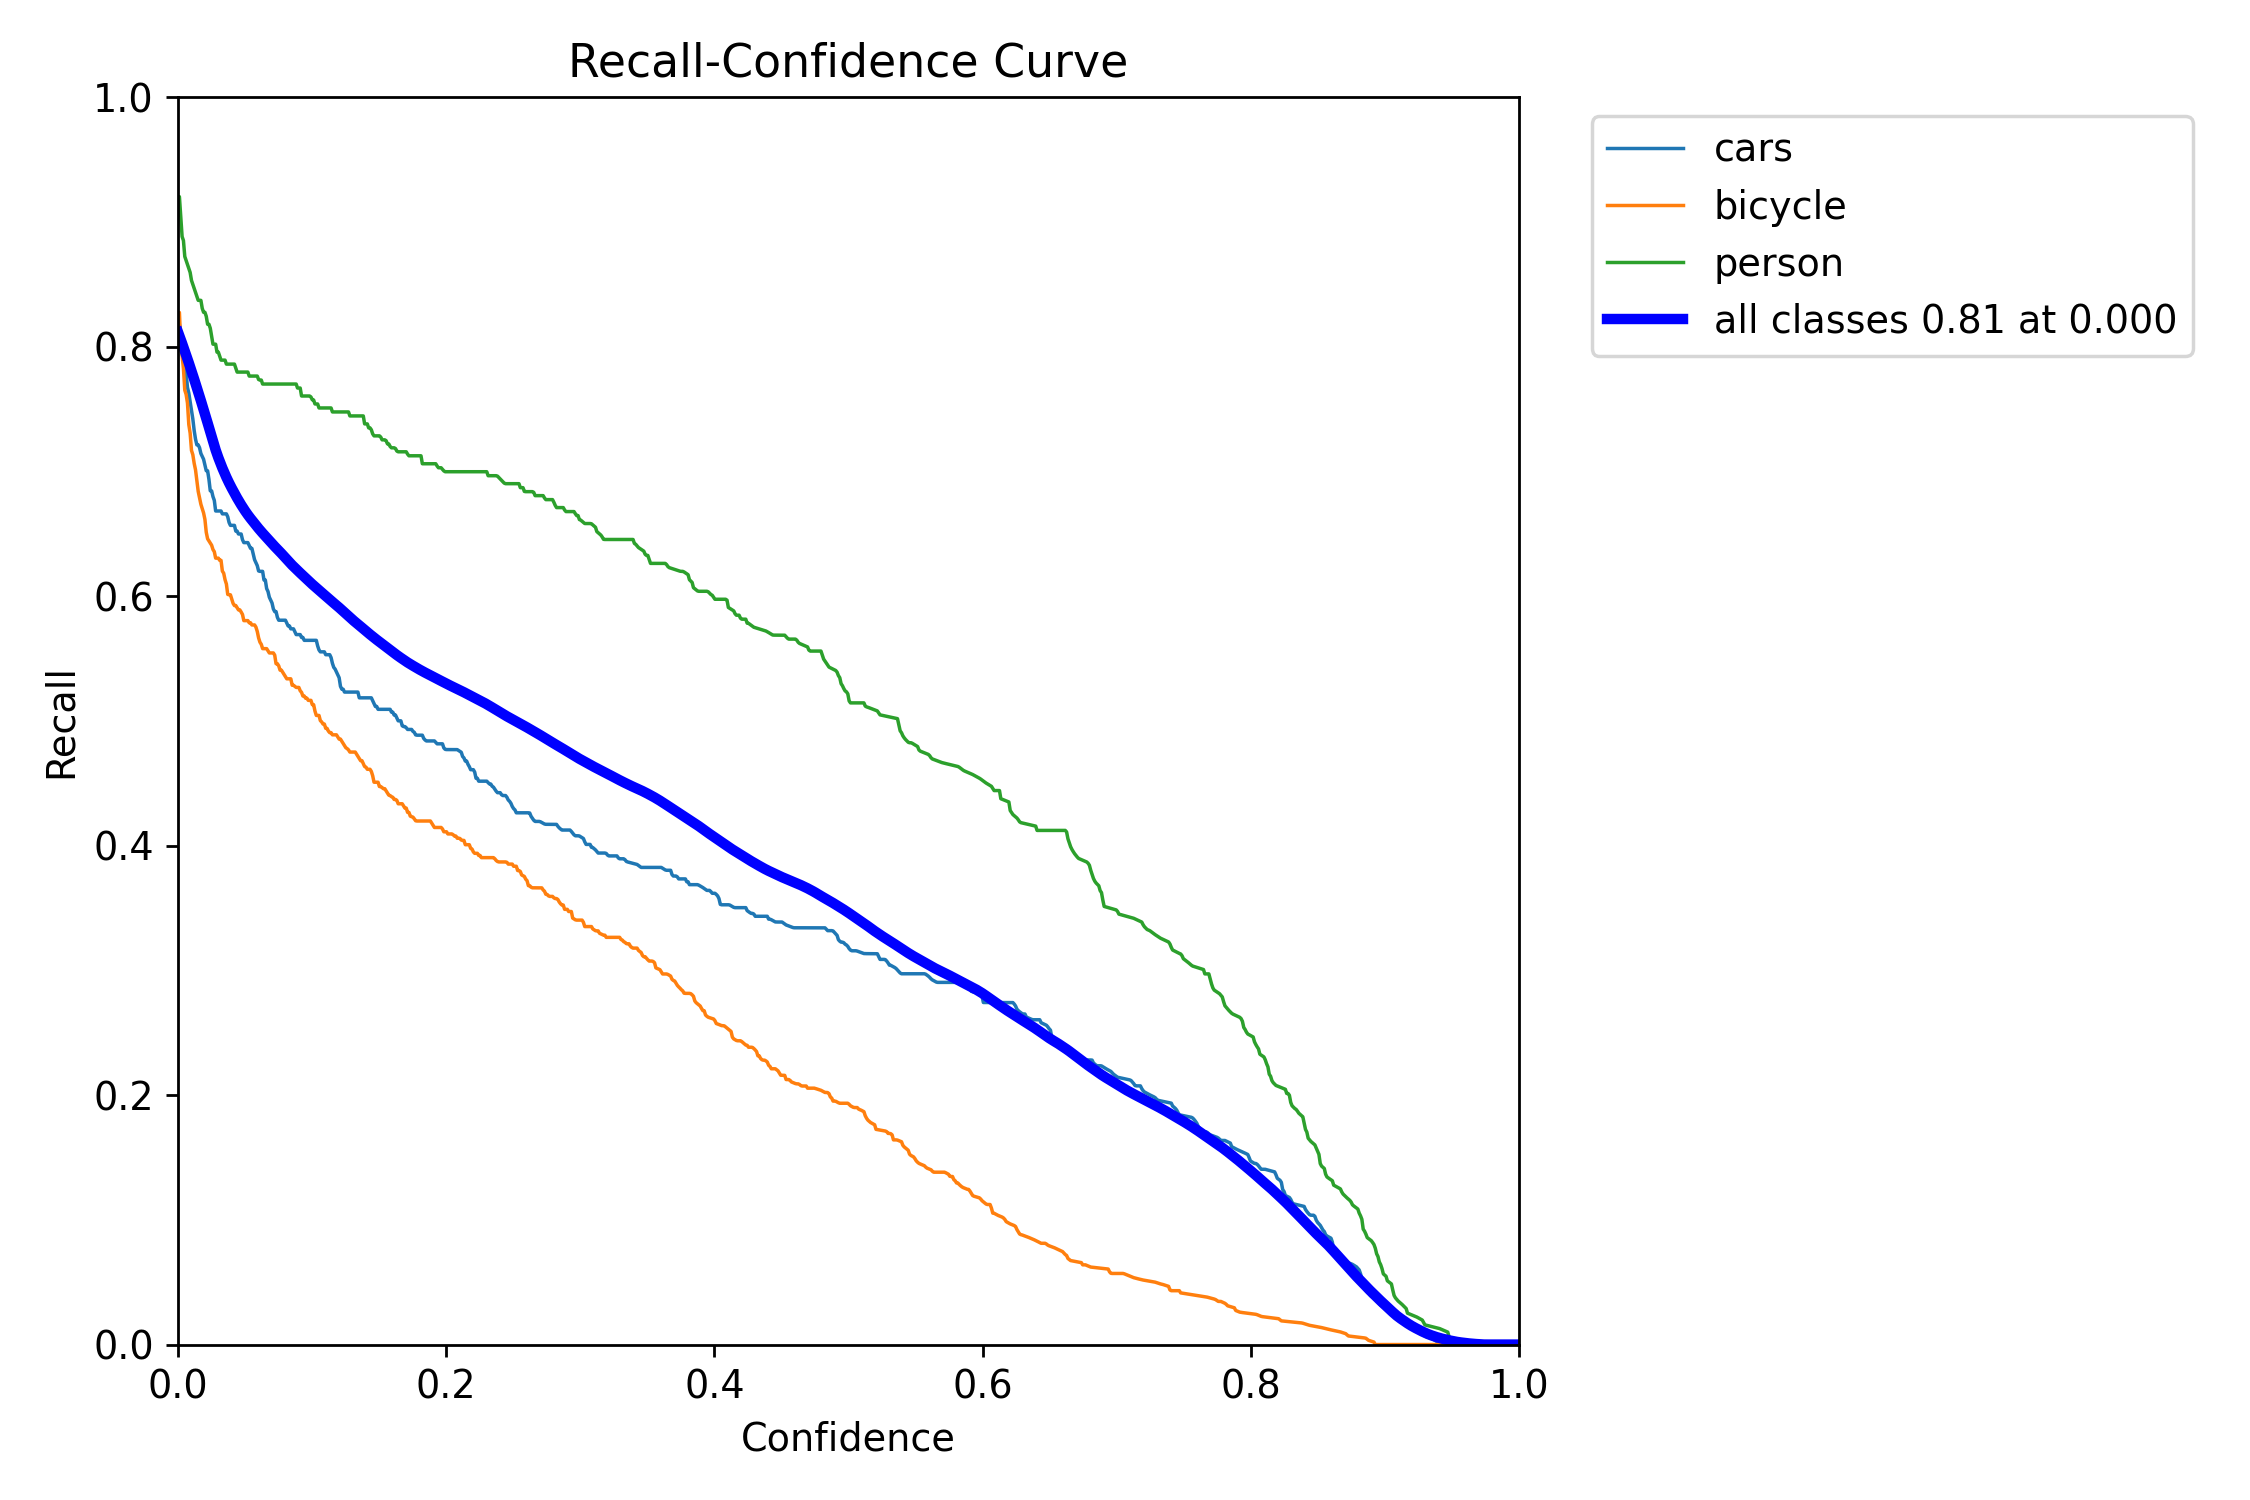 Recall-Confidence Curve
1.0
0.8
0.6
0.4
0.2
0.0
Recall
0.0 0.2 0.4 0.6 0.8 1.0
Confidence
cars
bicycle
person
all classes 0.81 at 0.000